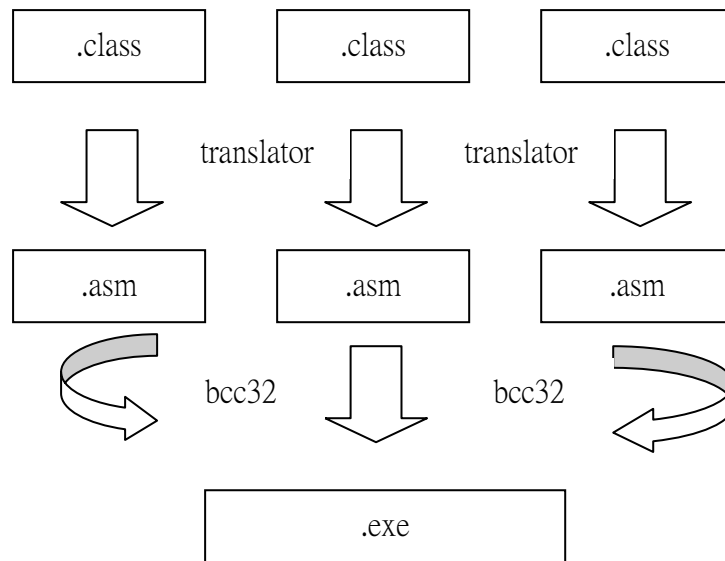 .class .class .class
translator translator
.asm .asm .asm
bcc32 bcc32
.exe